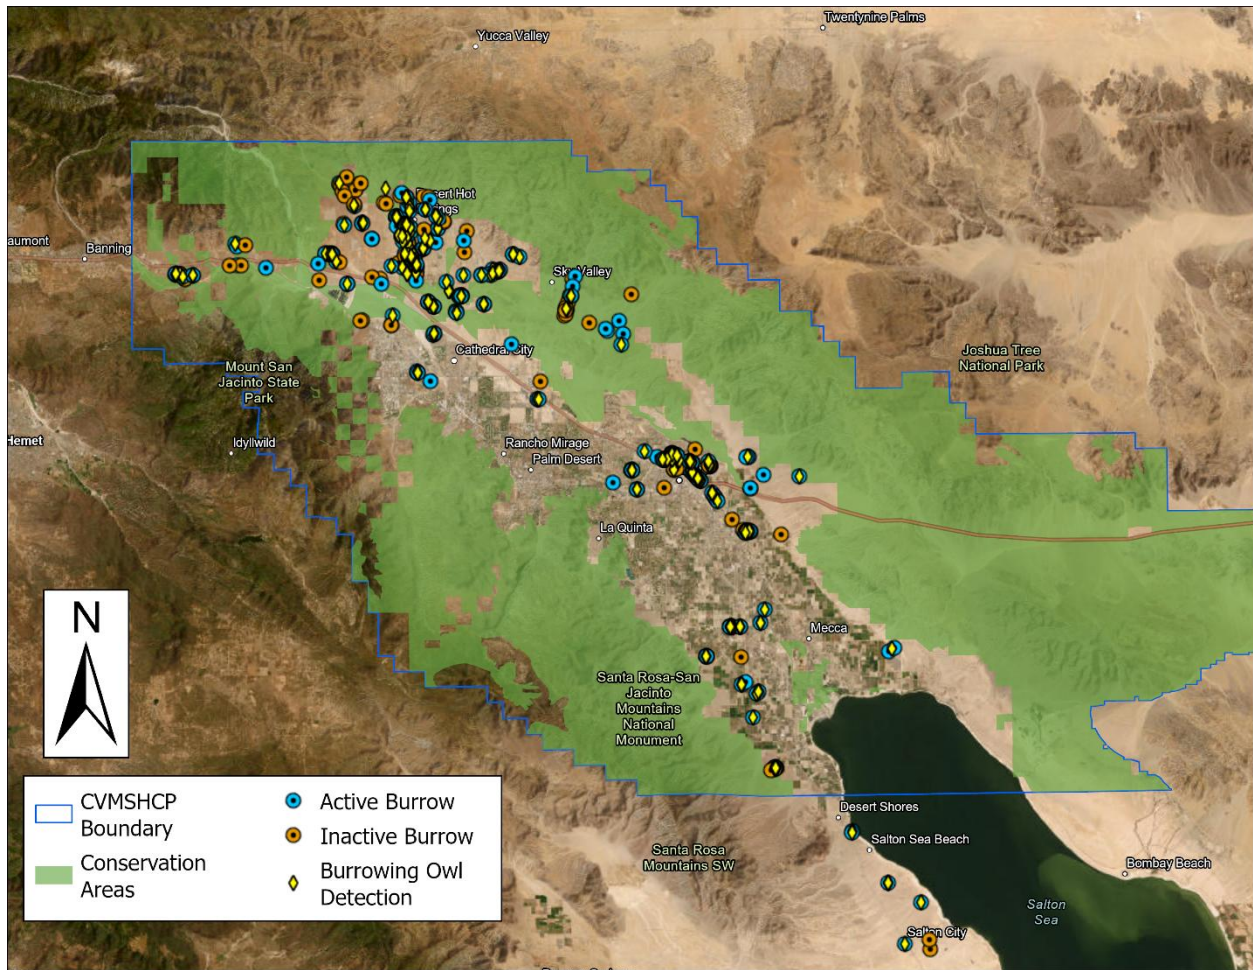 Twentynine Palms
Yucca Valley
Desert Hot
Springs
Banning
Sky Valley
Cathedral City
Mount San
Jacinto State
Park
Joshua Tree
National Park
Hemet
Idyllwild
Rancho Mirage
Palm Desert
La Quinta
N
Mecca
Santa Rosa-San
Jacinto
Mountains
National
Monument
CVMSHCP
Boundary
Conservation
Areas
Active Burrow
Inactive Burrow
Burrowing Owl
Detection
Desert Shores
Salton Sea Beach
Santa Rosa
Mountains SW
Bombay Beach
Salton
Sea
Salton City